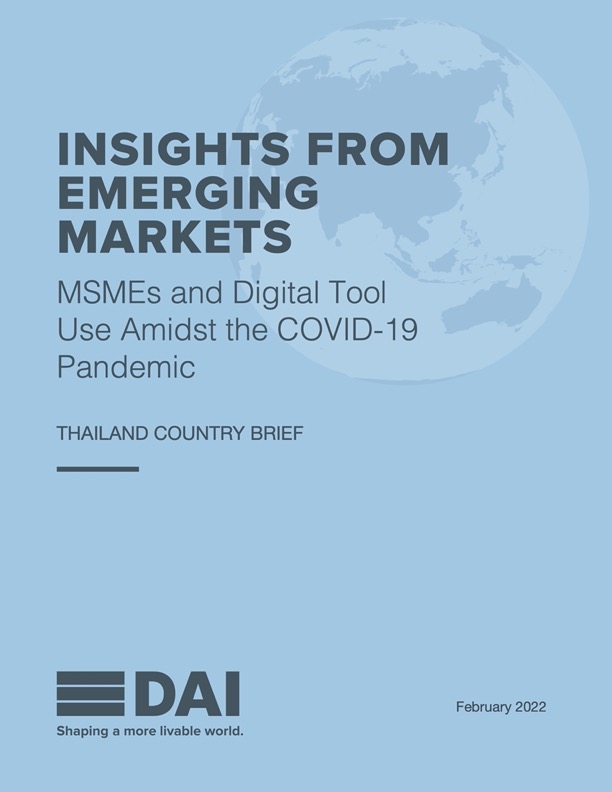 INSIGHTS FROM
EMERGING
MARKETS
MSMEs and Digital Tool
Use Amidst the COVID-19
Pandemic
THAILAND COUNTRY BRIEF
DAI
Shaping a more livable world.
February 2022